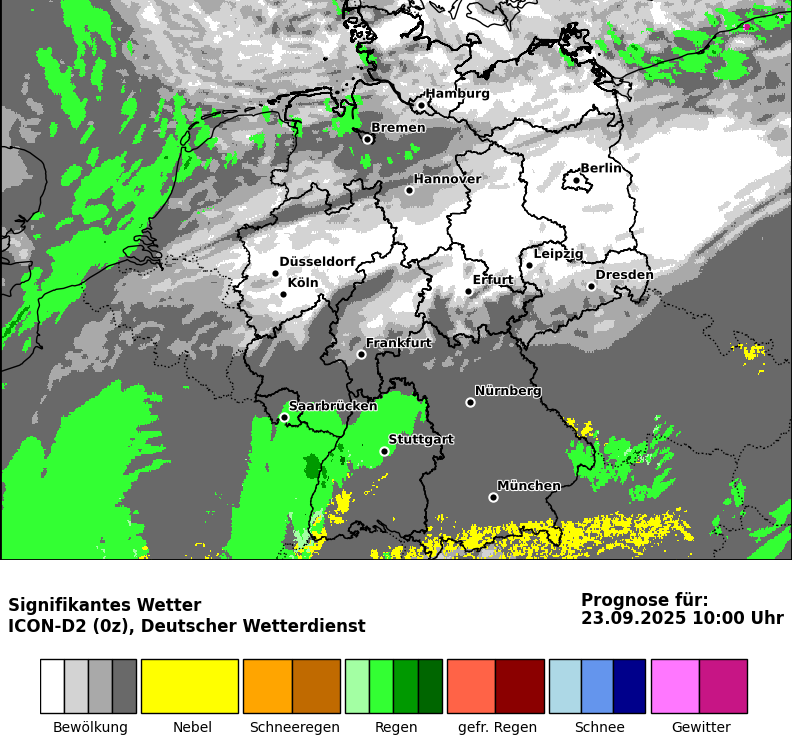 Hamburg
Bremen
Berlin
Hannover
Leipzig
Düsseldorf
Dresden
Köln
Erfurt
Frankfurt
Nürnberg
Saarbrücken
Stuttgart
München
Signifikantes Wetter
ICON-D2 (0z), Deutscher Wetterdienst
Prognose für:
23.09.2025 10:00 Uhr
Bewölkung
Nebel
Schneeregen
Regen
gefr. Regen
Schnee
Gewitter